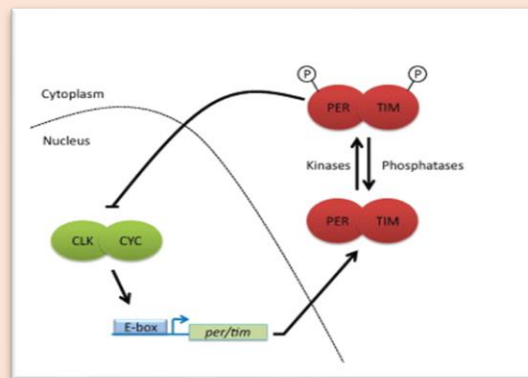 P
P
Cytoplasm
PER TIM
Nucleus
Kinases Phosphatases
PER TIM
CLK CYC
E-box per/tim